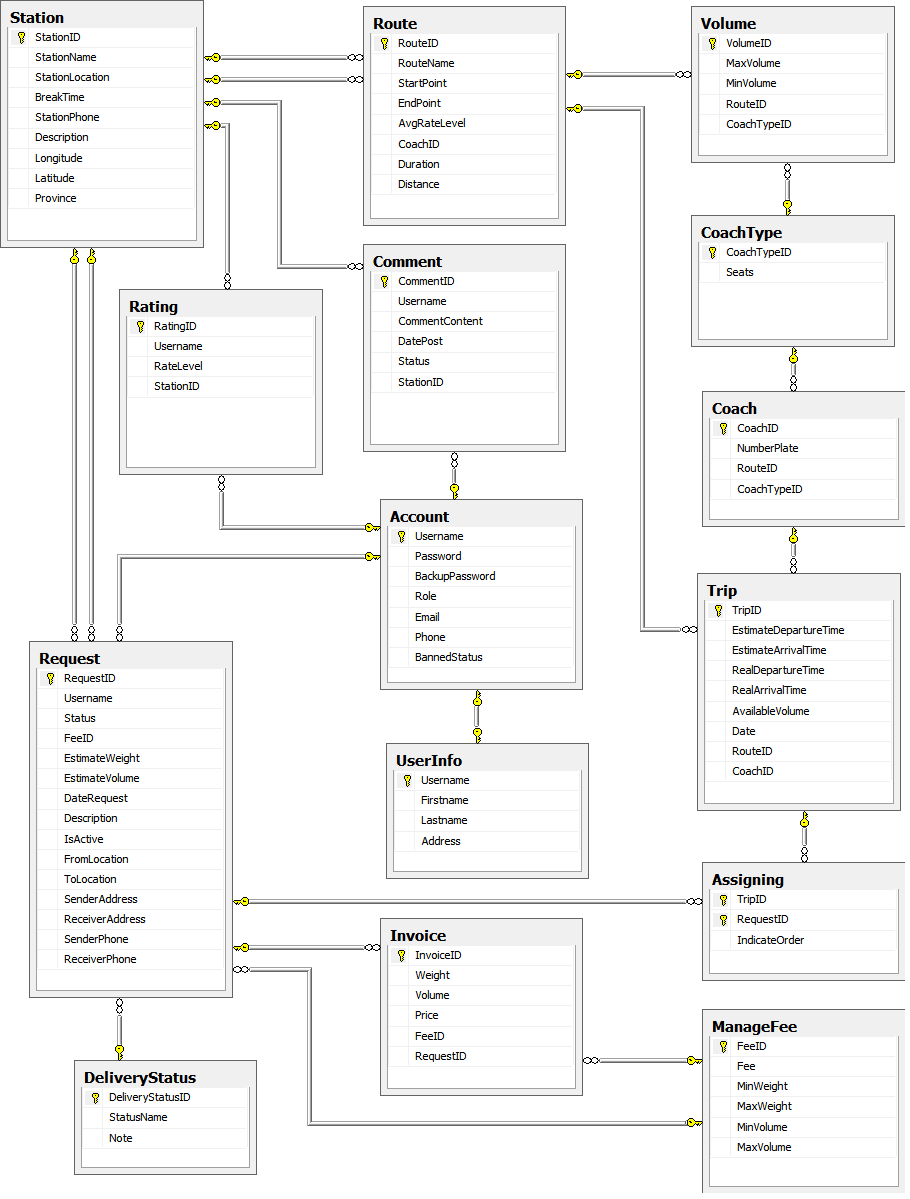 Station
StationID
StationName
StationLocation
BreakTime
StationPhone
Description
Longitude
Latitude
Province
Route
RouteID
RouteName
StartPoint
EndPoint
AvgRateLevel
CoachID
Duration
Distance
Volume
VolumeID
MaxVolume
MinVolume
RouteID
CoachTypeID
CoachType
CoachTypeID
Seats
Comment
CommentID
Username
CommentContent
DatePost
Status
StationID
Rating
RatingID
Username
RateLevel
StationID
Coach
CoachID
NumberPlate
RouteID
CoachTypeID
Account
Username
Password
BackupPassword
Role
Email
Phone
BannedStatus
Trip
TripID
EstimateDepartureTime
EstimateArrivalTime
RealDepartureTime
RealArrivalTime
AvailableVolume
Date
RouteID
CoachID
Request
RequestID
Username
Status
FeeID
EstimateWeight
EstimateVolume
DateRequest
Description
IsActive
FromLocation
ToLocation
SenderAddress
ReceiverAddress
SenderPhone
ReceiverPhone
UserInfo
Username
Firstname
Lastname
Address
Assigning
TripID
RequestID
IndicateOrder
Invoice
InvoiceID
Weight
Volume
Price
FeeID
RequestID
ManageFee
FeeID
Fee
MinWeight
MaxWeight
MinVolume
MaxVolume
DeliveryStatus
DeliveryStatusID
StatusName
Note